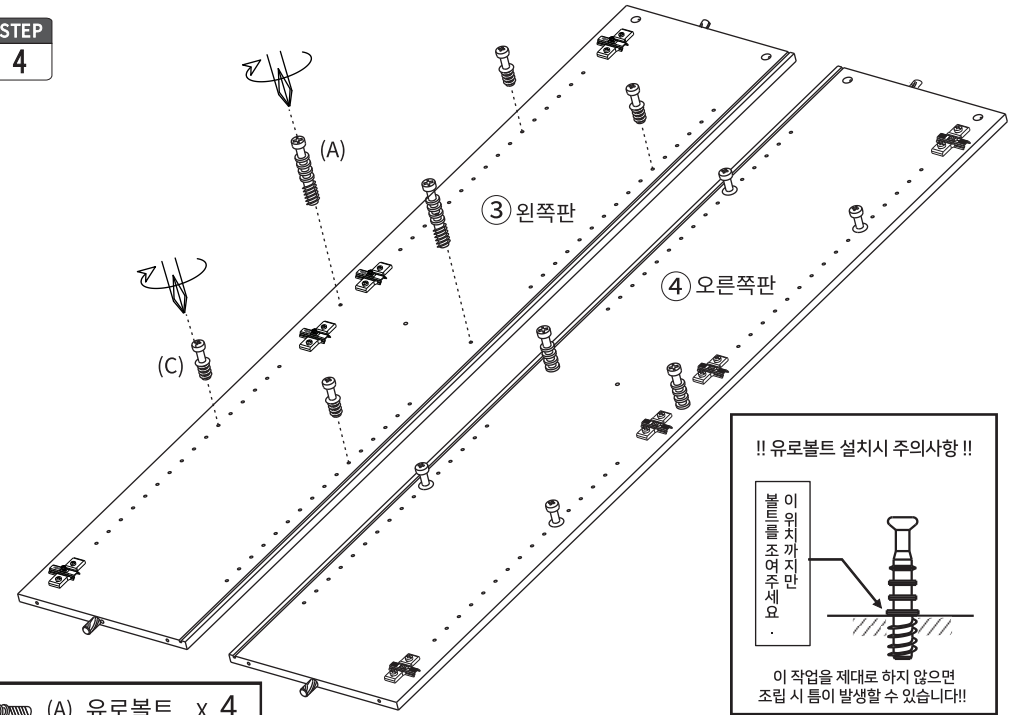 STEP
4
(A)
③ 왼쪽판
④ 오른쪽판
(C)
!! 유로볼트 설치시 주의사항 !!
이 위치까지만
볼트를 조여주세요.
이 작업을 제대로 하지 않으면
조립 시 틈이 발생할 수 있습니다!!
(A) 유로볼트 x 4